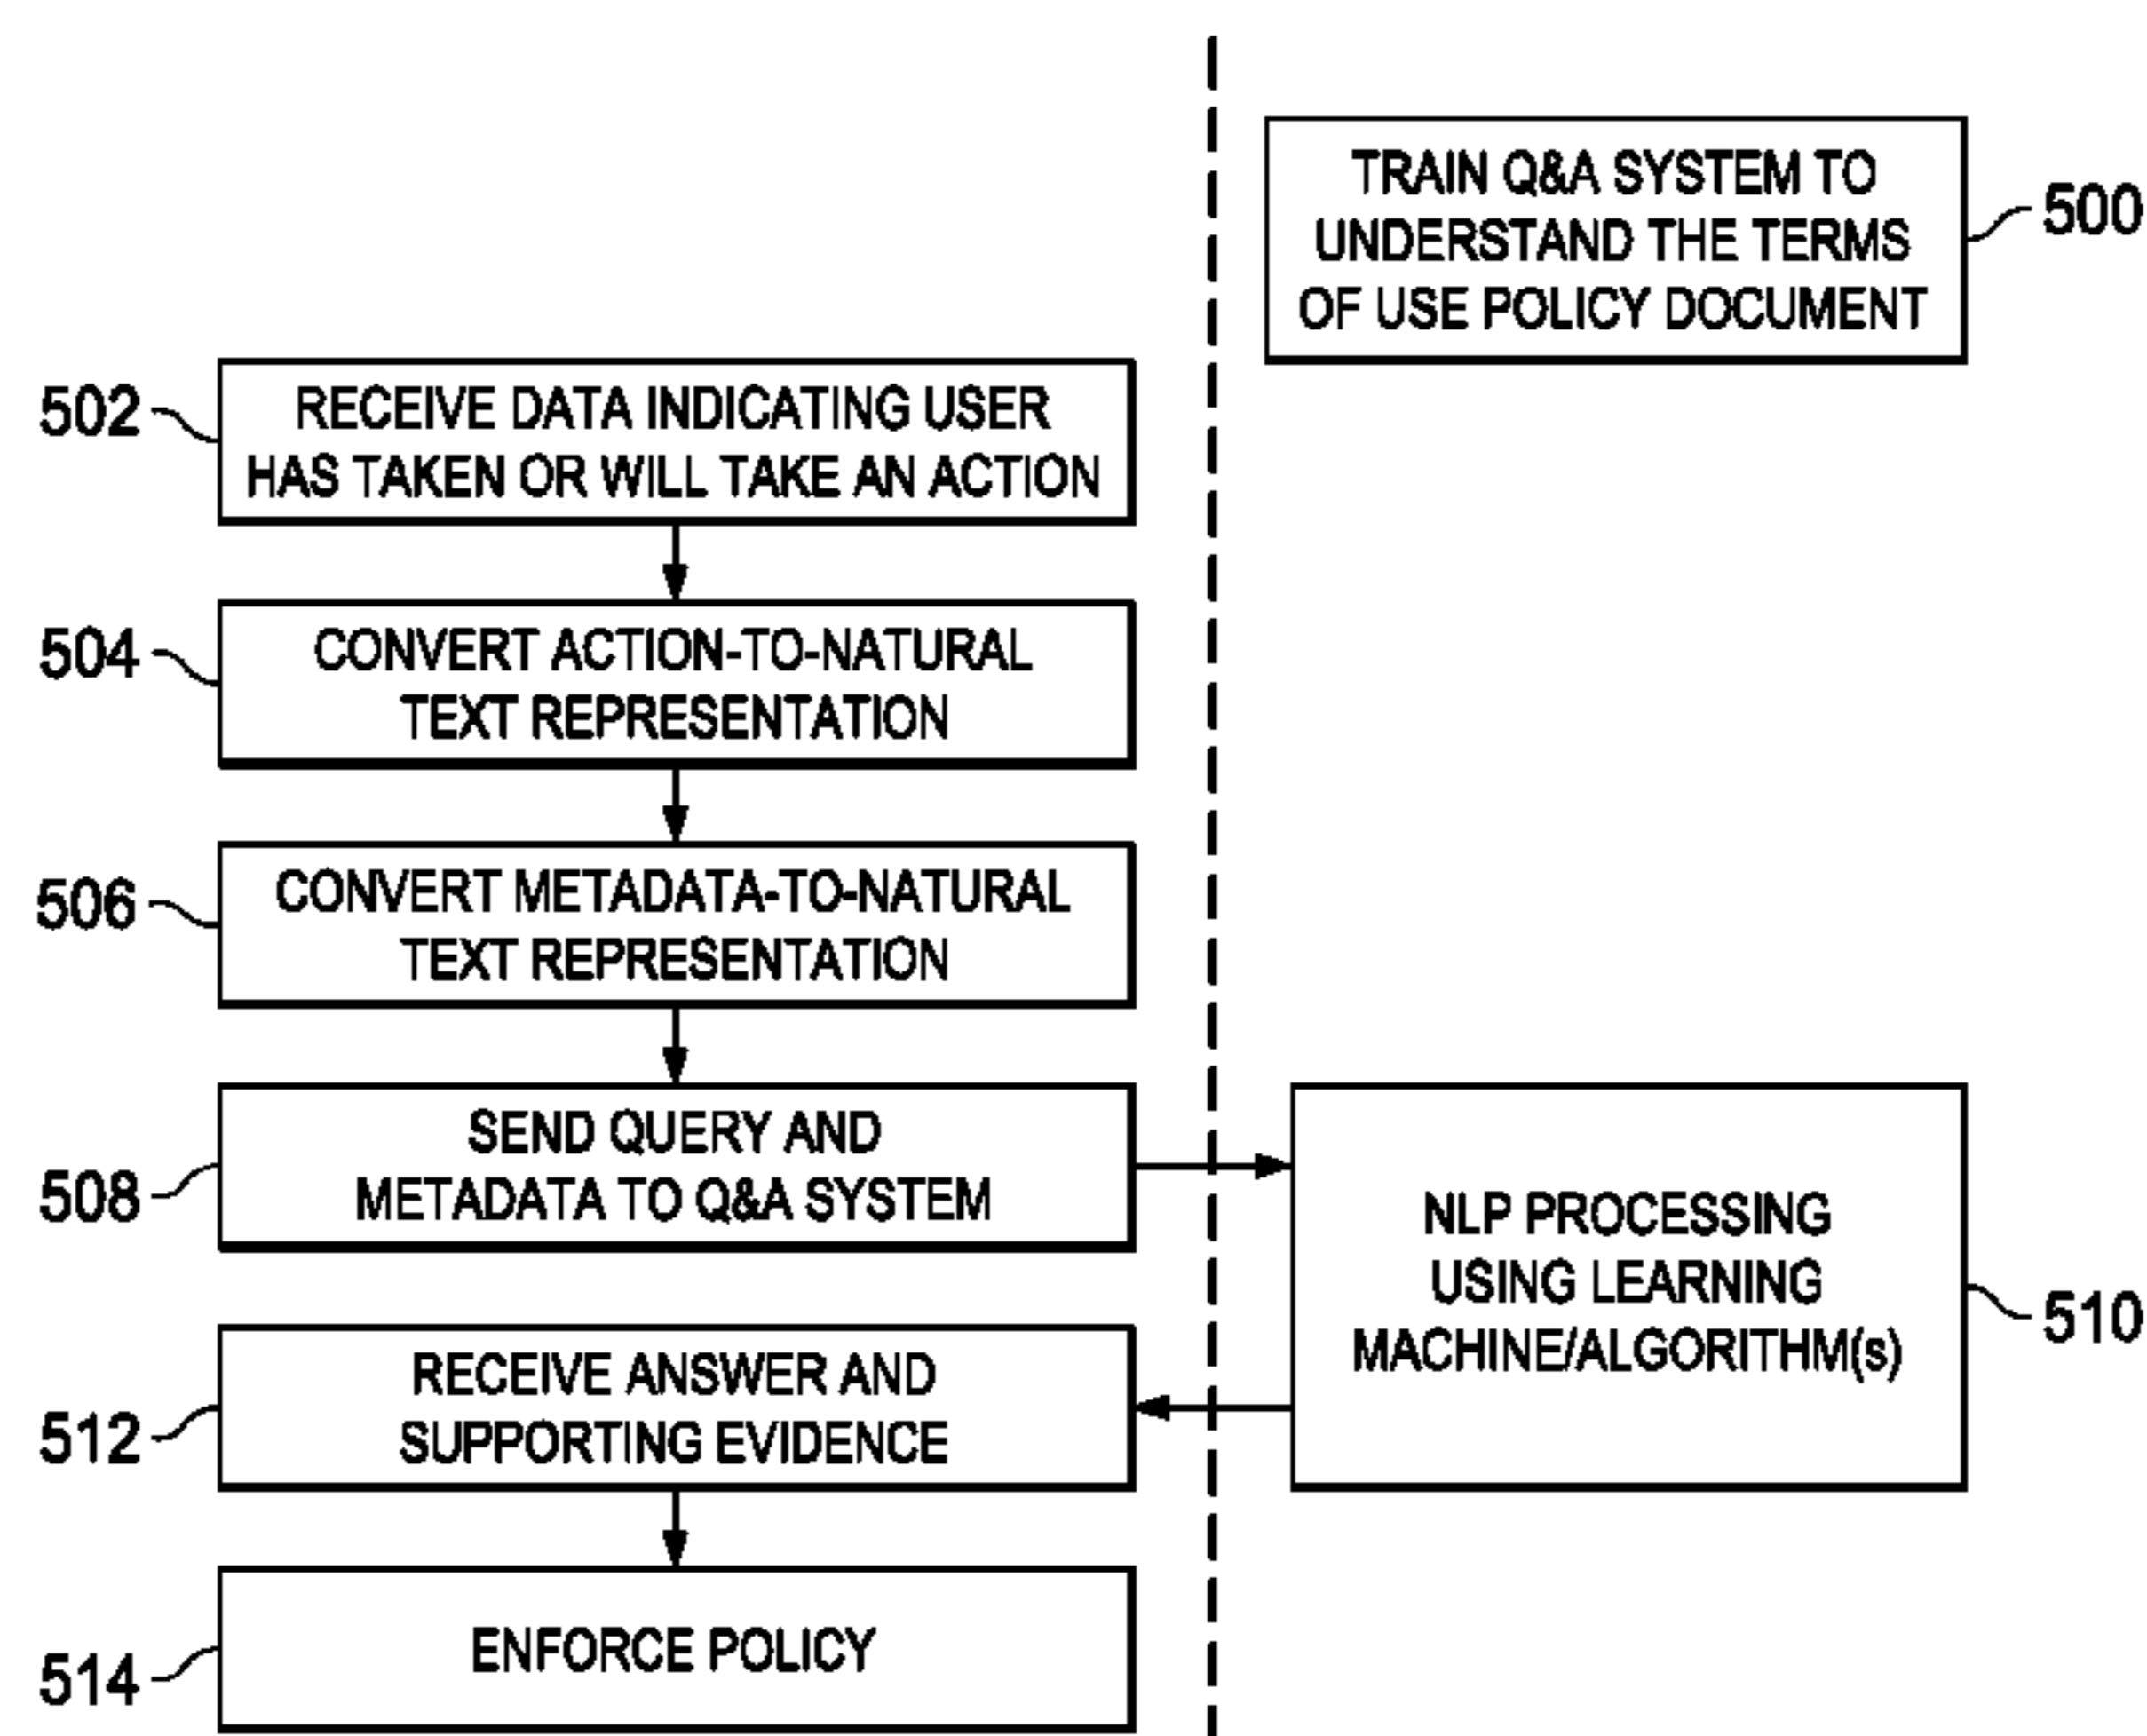 TRAIN Q&A SYSTEM TO
UNDERSTAND THE TERMS
OF USE POLICY DOCUMENT
500
502
RECEIVE DATA INDICATING USER
HAS TAKEN OR WILL TAKE AN ACTION
504
CONVERT ACTION-TO-NATURAL
TEXT REPRESENTATION
506
CONVERT METADATA-TO-NATURAL
TEXT REPRESENTATION
508
SEND QUERY AND
METADATA TO Q&A SYSTEM
NLP PROCESSING
USING LEARNING
MACHINE/ALGORITHM(s)
510
512
RECEIVE ANSWER AND
SUPPORTING EVIDENCE
514
ENFORCE POLICY